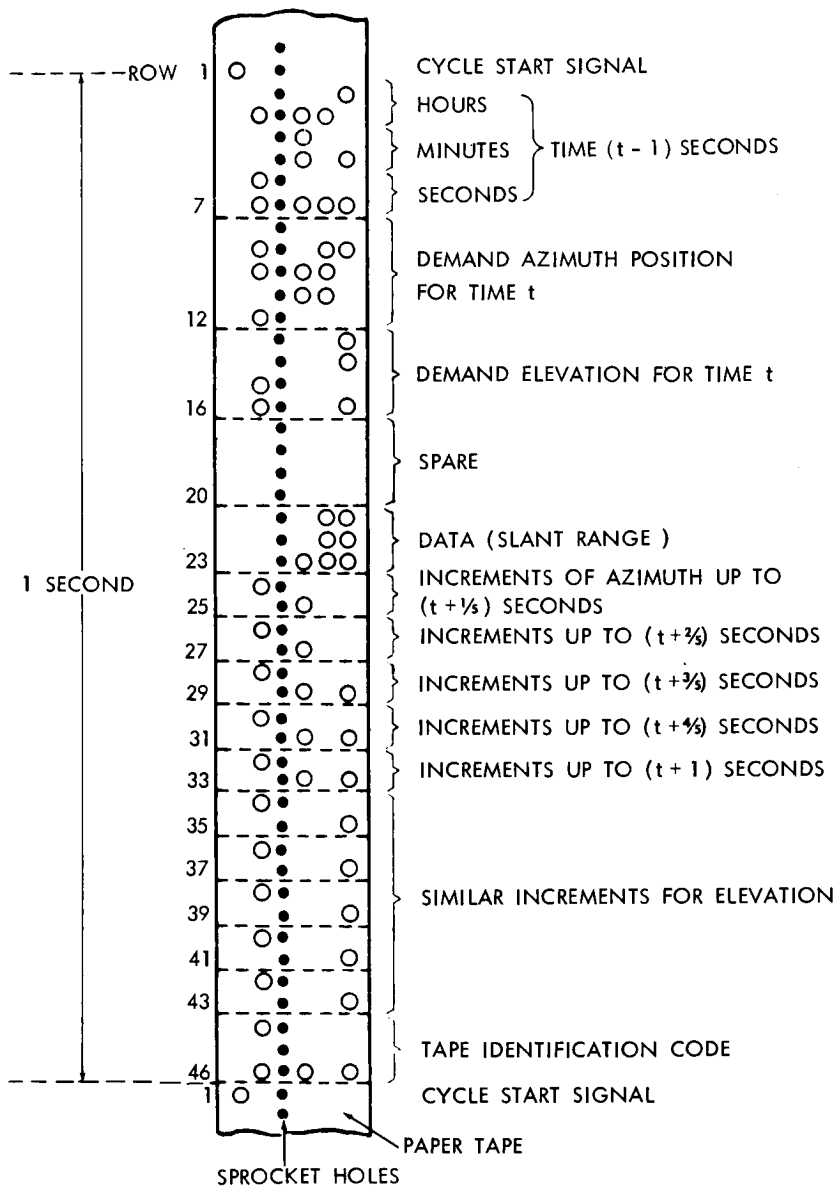 ROW 1 CYCLE START SIGNAL
HOURS
MINUTES TIME (t - 1) SECONDS
SECONDS
7
DEMAND AZIMUTH POSITION
FOR TIME t
12
DEMAND ELEVATION FOR TIME t
16
SPARE
20
DATA (SLANT RANGE )
23
1 SECOND
INCREMENTS OF AZIMUTH UP TO
(t + ⅕) SECONDS
25
INCREMENTS UP TO (t + ⅖) SECONDS
27
INCREMENTS UP TO (t + ⅗) SECONDS
29
INCREMENTS UP TO (t + ⅘) SECONDS
31
INCREMENTS UP TO (t + 1) SECONDS
33
35
37
SIMILAR INCREMENTS FOR ELEVATION
39
41
43
TAPE IDENTIFICATION CODE
46
1 CYCLE START SIGNAL
PAPER TAPE
SPROCKET HOLES